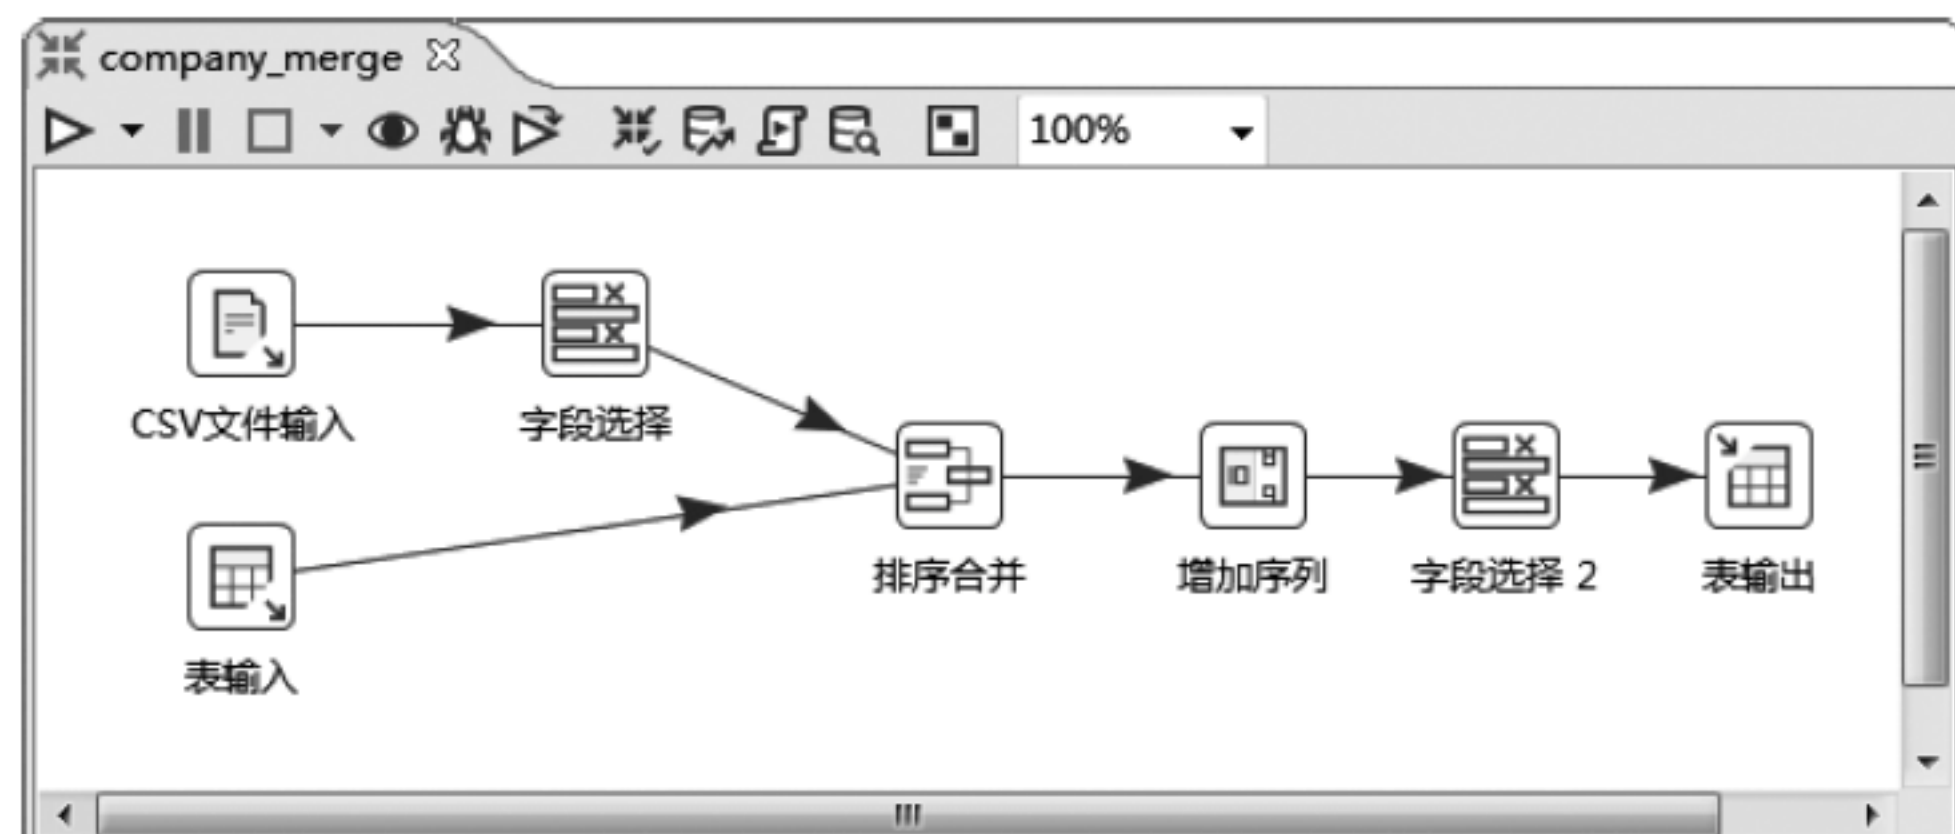 company_merge
100%
CSV文件输入
字段选择
排序合并
增加序列
字段选择 2
表输出
表输入